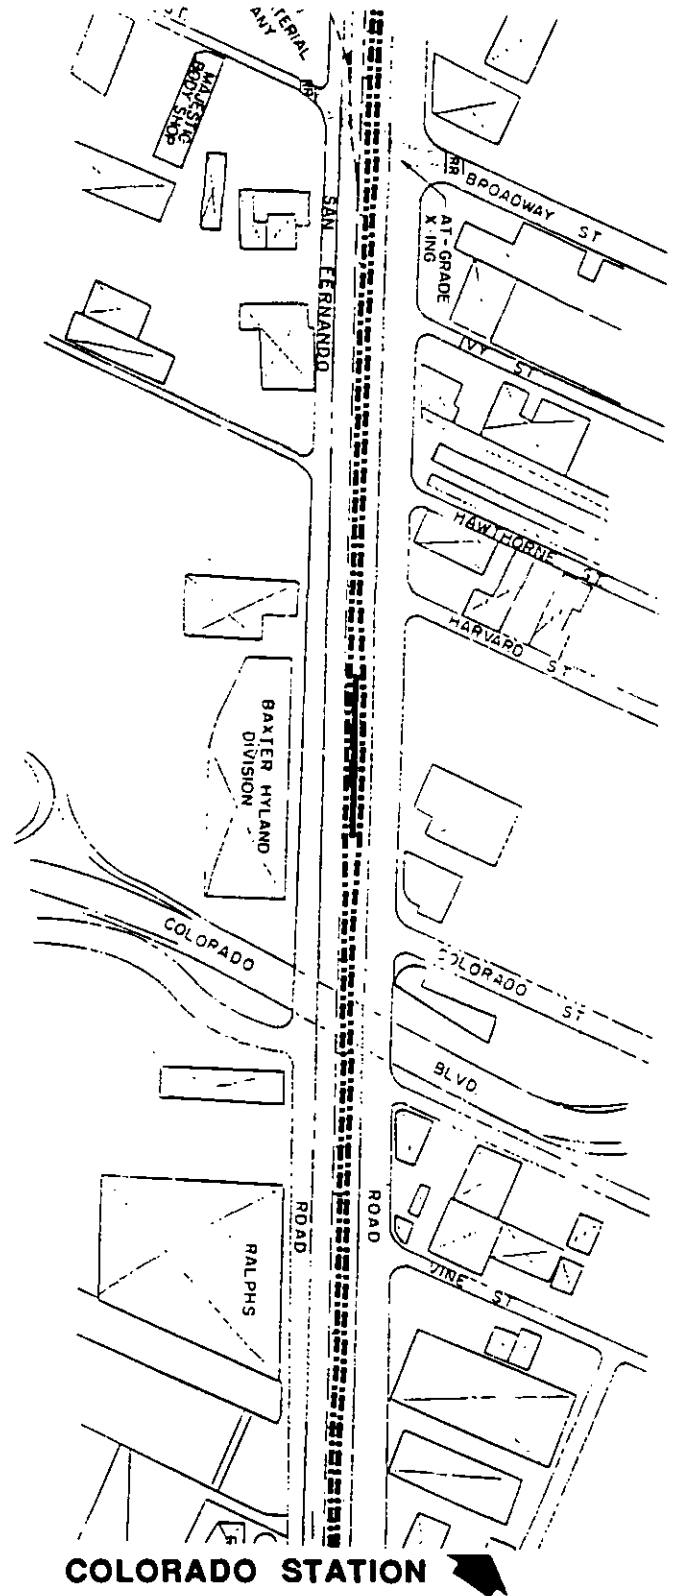 ST.
MAJESTIC
BODY SHOP
RR
BROADWAY ST
AT-GRADE
X-ING
SAN FERNANDO
IVY ST
HAWTHORNE ST
HARVARD ST
BAXTER HYLAND
DIVISION
COLORADO
COLORADO ST
BLVD
ROAD
ROAD
RALPHS
VINE ST
COLORADO STATION